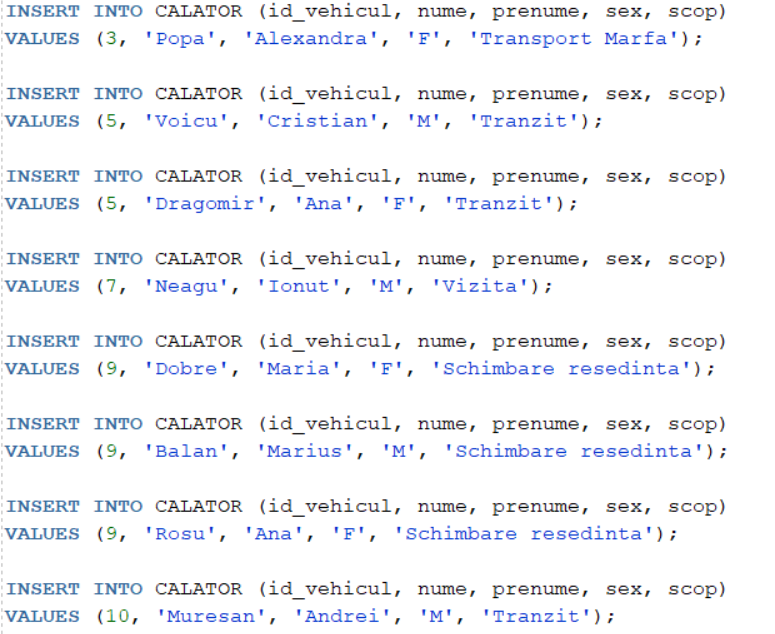 INSERT INTO CALATOR (id_vehicul, nume, prenume, sex, scop)
VALUES (3, 'Popa', 'Alexandra', 'F', 'Transport Marfa');
INSERT INTO CALATOR (id_vehicul, nume, prenume, sex, scop)
VALUES (5, 'Voicu', 'Cristian', 'M', 'Tranzit');
INSERT INTO CALATOR (id_vehicul, nume, prenume, sex, scop)
VALUES (5, 'Dragomir', 'Ana', 'F', 'Tranzit');
INSERT INTO CALATOR (id_vehicul, nume, prenume, sex, scop)
VALUES (7, 'Neagu', 'Ionut', 'M', 'Vizita');
INSERT INTO CALATOR (id_vehicul, nume, prenume, sex, scop)
VALUES (9, 'Dobre', 'Maria', 'F', 'Schimbare resedinta');
INSERT INTO CALATOR (id_vehicul, nume, prenume, sex, scop)
VALUES (9, 'Balan', 'Marius', 'M', 'Schimbare resedinta');
INSERT INTO CALATOR (id_vehicul, nume, prenume, sex, scop)
VALUES (9, 'Rosu', 'Ana', 'F', 'Schimbare resedinta');
INSERT INTO CALATOR (id_vehicul, nume, prenume, sex, scop)
VALUES (10, 'Muresan', 'Andrei', 'M', 'Tranzit');